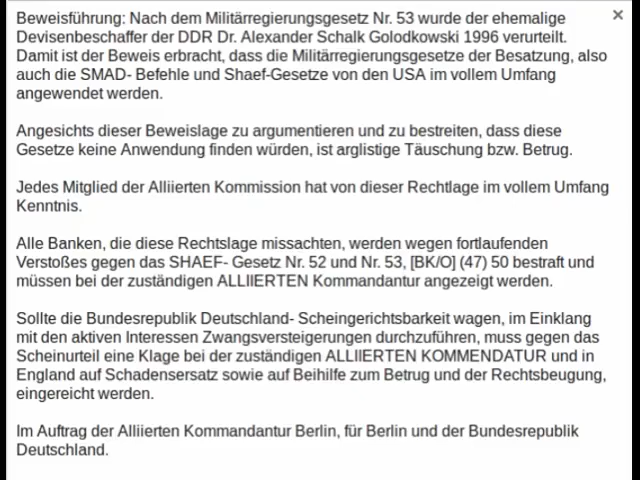 Beweisführung: Nach dem Militärregierungsgesetz Nr. 53 wurde der ehemalige
Devisenbeschaffer der DDR Dr. Alexander Schalk Golodkowski 1996 verurteilt.
Damit ist der Beweis erbracht, dass die Militärregierungsgesetze der Besatzung, also
auch die SMAD- Befehle und Shaef-Gesetze von den USA im vollem Umfang
angewendet werden.
Angesichts dieser Beweislage zu argumentieren und zu bestreiten, dass diese
Gesetze keine Anwendung finden würden, ist arglistige Täuschung bzw. Betrug.
Jedes Mitglied der Alliierten Kommission hat von dieser Rechtlage im vollem Umfang
Kenntnis.
Alle Banken, die diese Rechtslage missachten, werden wegen fortlaufenden
Verstoßes gegen das SHAEF- Gesetz Nr. 52 und Nr. 53, [BK/O] (47) 50 bestraft und
müssen bei der zuständigen ALLIIERTEN Kommandantur angezeigt werden.
Sollte die Bundesrepublik Deutschland- Scheingerichtsbarkeit wagen, im Einklang
mit den aktiven Interessen Zwangsversteigerungen durchzuführen, muss gegen das
Scheinurteil eine Klage bei der zuständigen ALLIIERTEN KOMMENDATUR und in
England auf Schadensersatz sowie auf Beihilfe zum Betrug und der Rechtsbeugung,
eingereicht werden.
Im Auftrag der Alliierten Kommandantur Berlin, für Berlin und der Bundesrepublik
Deutschland.